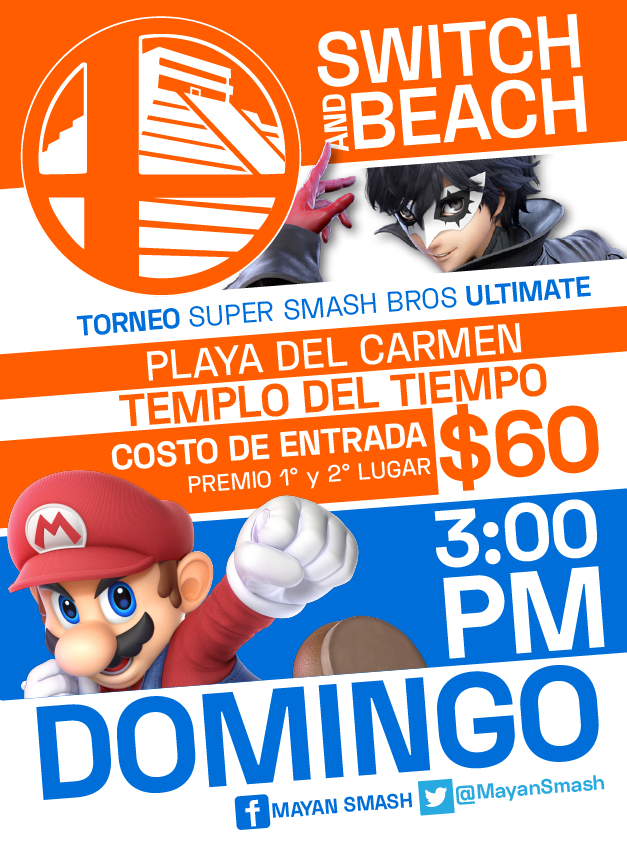 SWITCH
AND BEACH
TORNEO SUPER SMASH BROS ULTIMATE
PLAYA DEL CARMEN
TEMPLO DEL TIEMPO
COSTO DE ENTRADA $60
PREMIO 1° y 2° LUGAR
M
3:00
PM
DOMINGO
f MAYAN SMASH @MayanSmash